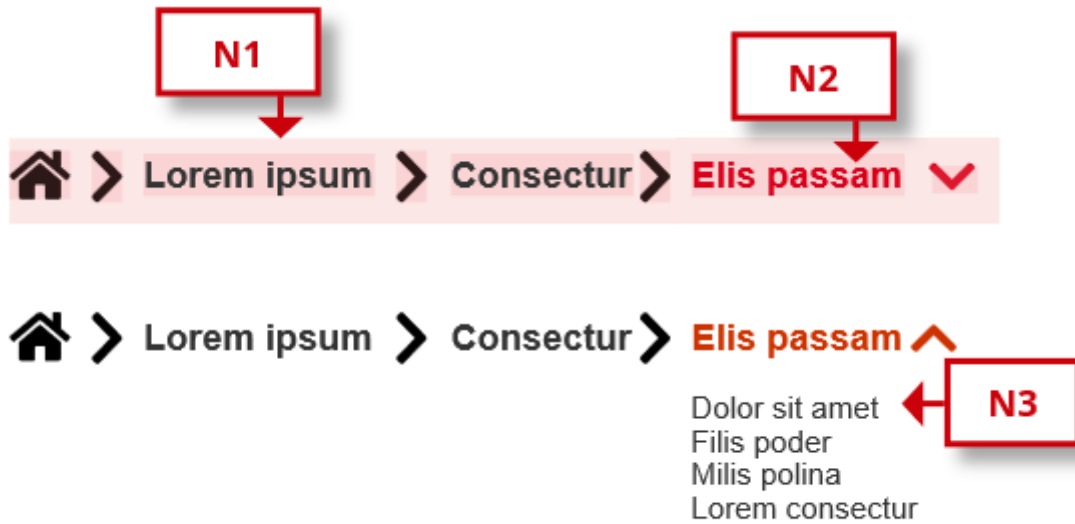 N1
N2
Lorem ipsum Consectur Elis passam
Lorem ipsum Consectur Elis passam
Dolor sit amet
N3
Filis poder
Milis polina
Lorem consectur